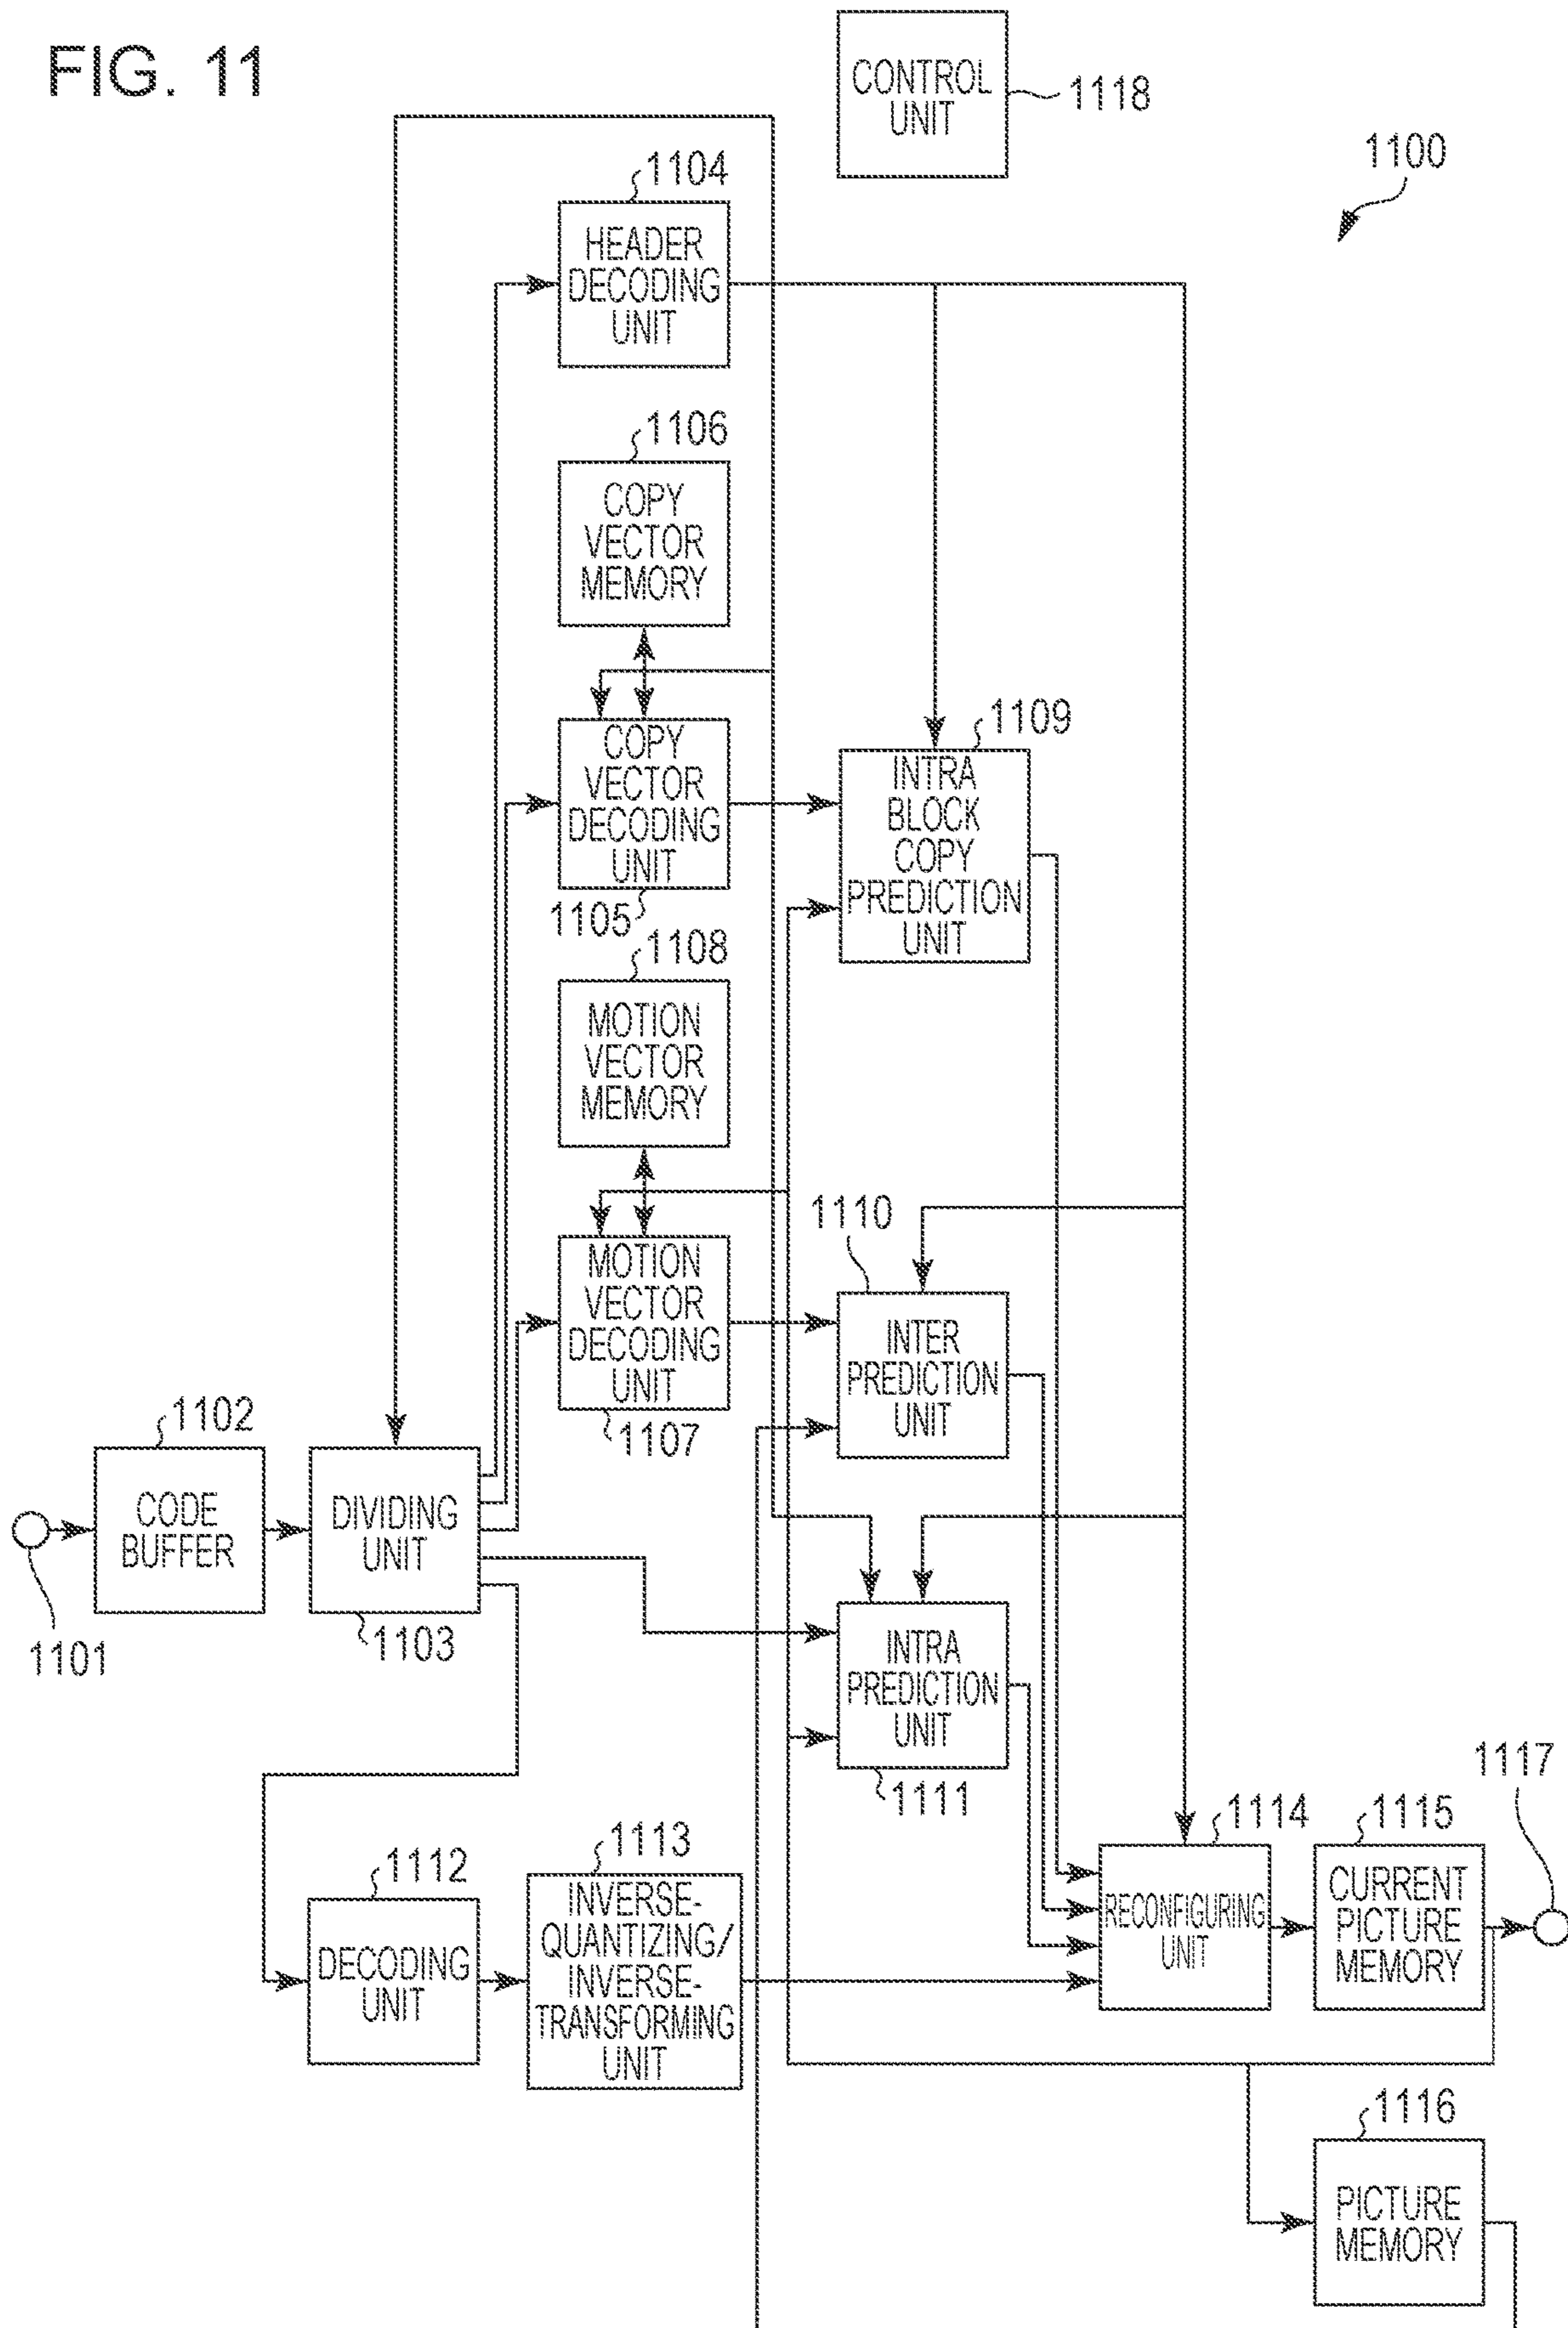 FIG. 11
CONTROL
UNIT
1118
1100
1104
HEADER
DECODING
UNIT
1106
COPY
VECTOR
MEMORY
COPY
VECTOR
DECODING
UNIT
1105
1109
INTRA
BLOCK
COPY
PREDICTION
UNIT
1108
MOTION
VECTOR
MEMORY
MOTION
VECTOR
DECODING
UNIT
1107
1110
INTER
PREDICTION
UNIT
1102
CODE
BUFFER
1101
DIVIDING
UNIT
1103
INTRA
PREDICTION
UNIT
1111
1112
DECODING
UNIT
1113
INVERSE-
QUANTIZING/
INVERSE-
TRANSFORMING
UNIT
1114
RECONFIGURING
UNIT
1115
CURRENT
PICTURE
MEMORY
1117
1116
PICTURE
MEMORY